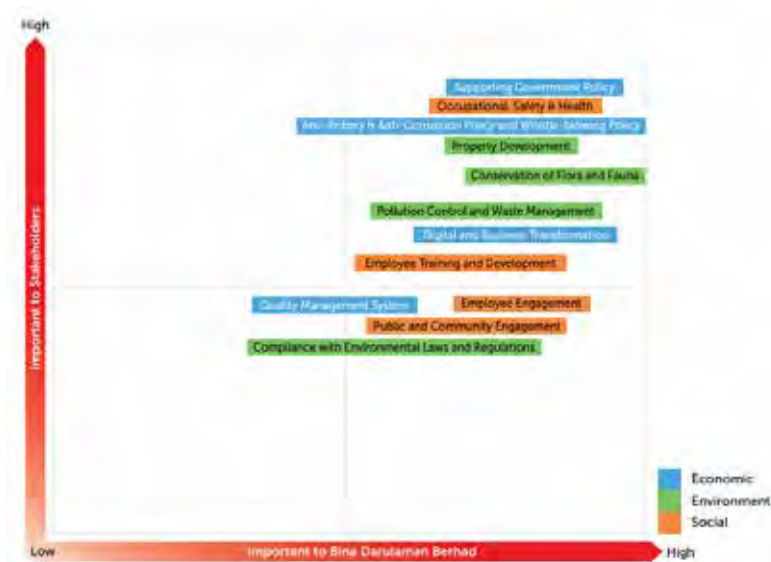 High
Supporting Government Policy
Occupational, Safety & Health
Anti-Bribery & Anti-Corruption Policy and Whistle-Blowing Policy
Property Development
Conservation of Flora and Fauna
Pollution Control and Waste Management
Digital and Business Transformation
Employee Training and Development
Quality Management System
Employee Engagement
Public and Community Engagement
Compliance with Environmental Laws and Regulations
Important to Stakeholders
Economic
Environment
Social
Low
Important to Bina Darulaman Berhad
High